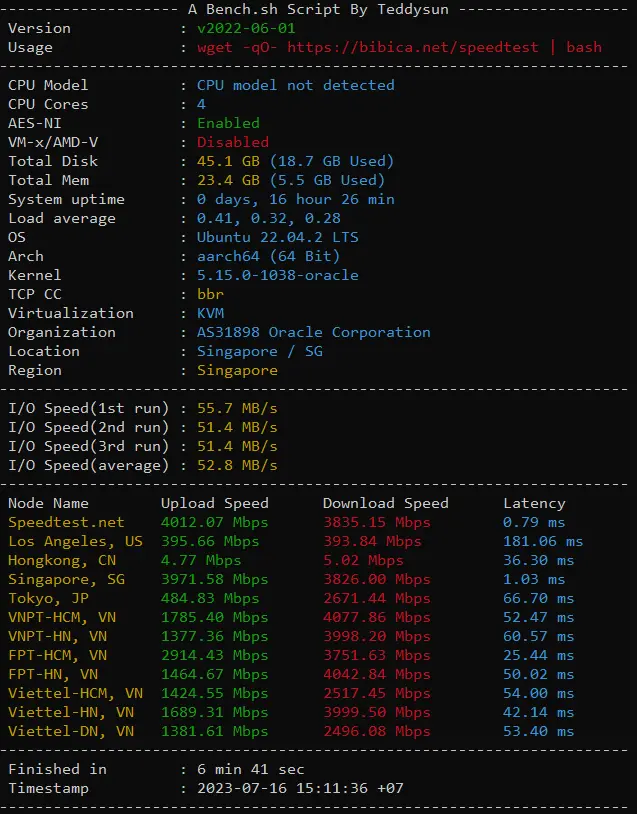 -------------------- A Bench.sh Script By Teddysun -------------------
Version            : v2022-06-01
Usage              : wget -qO- https://bibica.net/speedtest | bash
----------------------------------------------------------------------
CPU Model          : CPU model not detected
CPU Cores          : 4
AES-NI             : Enabled
VM-x/AMD-V         : Disabled
Total Disk         : 45.1 GB (18.7 GB Used)
Total Mem          : 23.4 GB (5.5 GB Used)
System uptime      : 0 days, 16 hour 26 min
Load average       : 0.41, 0.32, 0.28
OS                 : Ubuntu 22.04.2 LTS
Arch               : aarch64 (64 Bit)
Kernel             : 5.15.0-1038-oracle
TCP CC             : bbr
Virtualization     : KVM
Organization       : AS31898 Oracle Corporation
Location           : Singapore / SG
Region             : Singapore
----------------------------------------------------------------------
I/O Speed(1st run) : 55.7 MB/s
I/O Speed(2nd run) : 51.4 MB/s
I/O Speed(3rd run) : 51.4 MB/s
I/O Speed(average) : 52.8 MB/s
----------------------------------------------------------------------
Node Name        Upload Speed      Download Speed      Latency
Speedtest.net    4012.07 Mbps      3835.15 Mbps        0.79 ms
Los Angeles, US  395.66 Mbps       393.84 Mbps         181.06 ms
Hongkong, CN     4.77 Mbps         5.02 Mbps           36.30 ms
Singapore, SG    3971.58 Mbps      3826.00 Mbps        1.03 ms
Tokyo, JP        484.83 Mbps       2671.44 Mbps        66.70 ms
VNPT-HCM, VN     1785.40 Mbps      4077.86 Mbps        52.47 ms
VNPT-HN, VN      1377.36 Mbps      3998.20 Mbps        60.57 ms
FPT-HCM, VN      2914.43 Mbps      3751.63 Mbps        25.44 ms
FPT-HN, VN       1464.67 Mbps      4042.84 Mbps        50.02 ms
Viettel-HCM, VN  1424.55 Mbps      2517.45 Mbps        54.00 ms
Viettel-HN, VN   1689.31 Mbps      3999.50 Mbps        42.14 ms
Viettel-DN, VN   1381.61 Mbps      2496.08 Mbps        53.40 ms
----------------------------------------------------------------------
Finished in        : 6 min 41 sec
Timestamp          : 2023-07-16 15:11:36 +07
----------------------------------------------------------------------